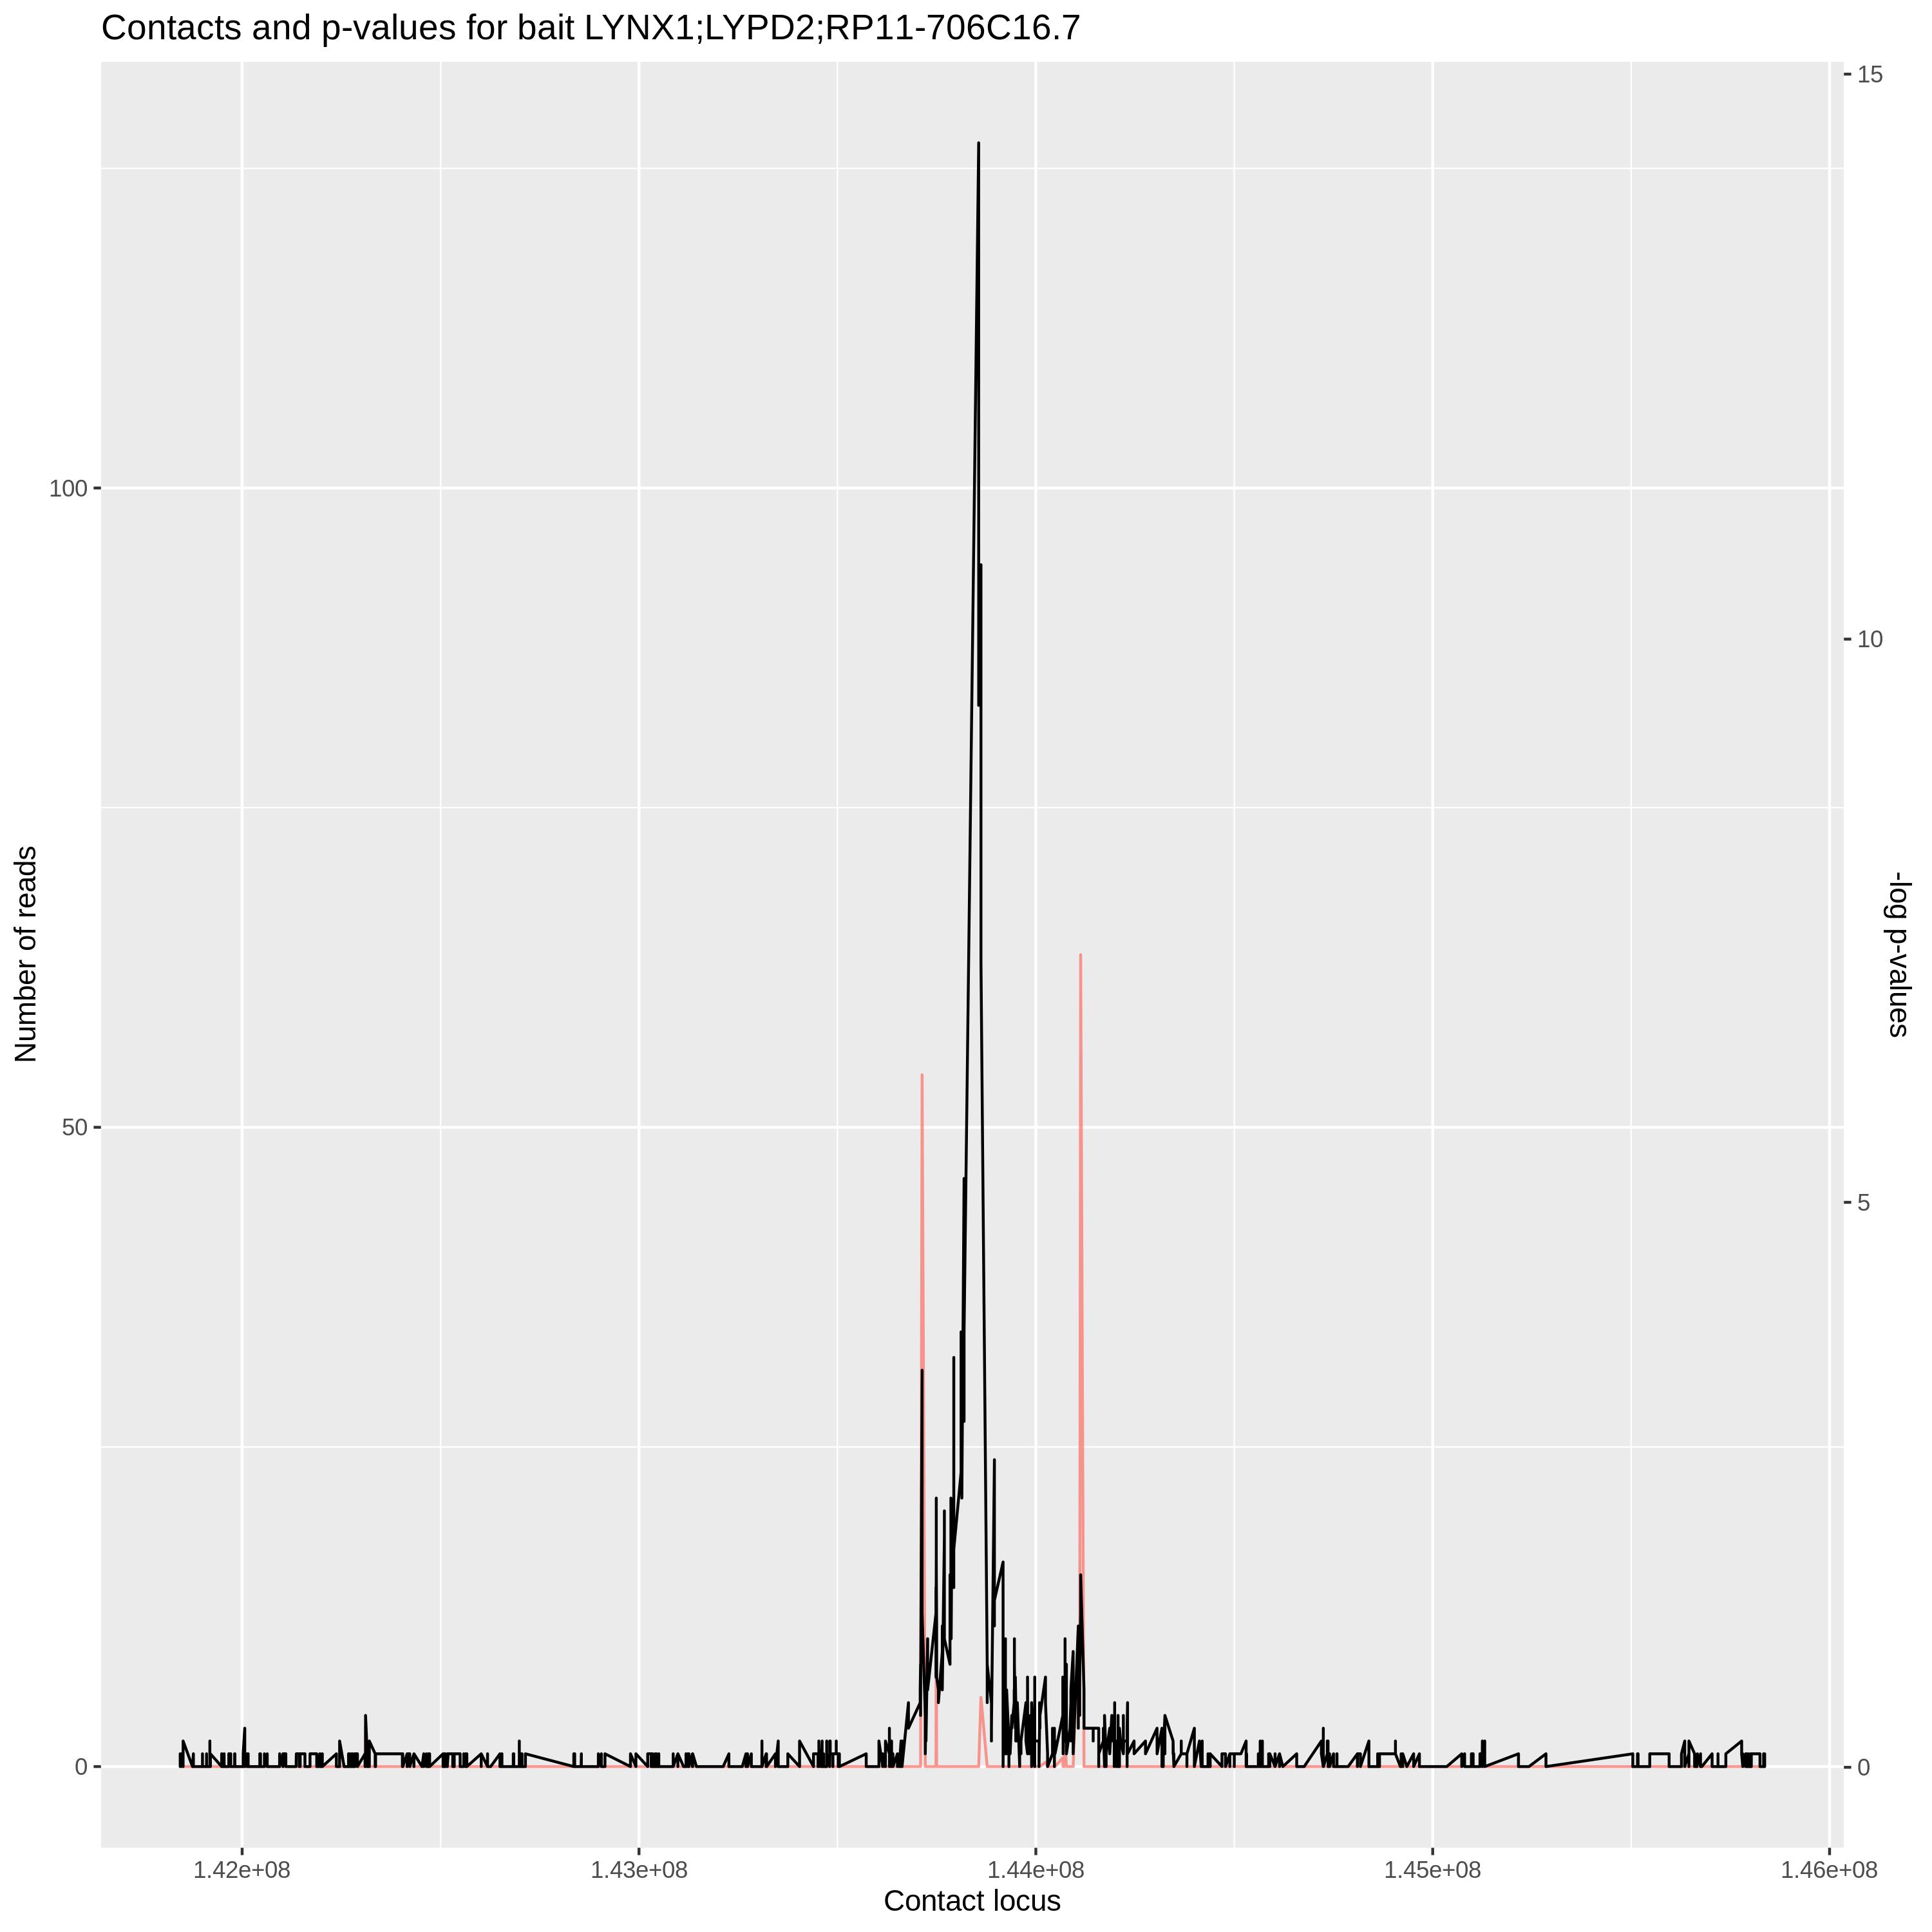 Contacts and p-values for bait LYNX1;LYPD2;RP11-706C16.7
15
100
10
Number of reads
-log p-values
50
5
0
0
1.42e+08
1.43e+08
1.44e+08
1.45e+08
1.46e+08
Contact locus